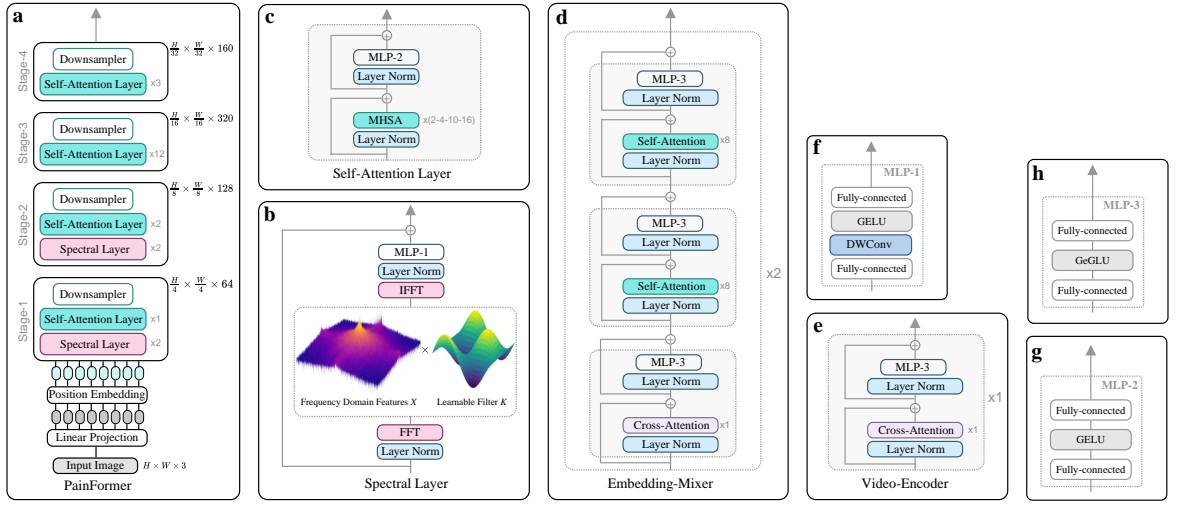 a
Stage-4
Downsampler
Self-Attention Layer x3
H/32 × W/32 × 160
Stage-3
Downsampler
Self-Attention Layer x12
H/16 × W/16 × 320
Stage-2
Downsampler
Self-Attention Layer x2
Spectral Layer x2
H/8 × W/8 × 128
Stage-1
Downsampler
Self-Attention Layer x1
Spectral Layer x2
H/4 × W/4 × 64
Position Embedding
Linear Projection
Input Image H × W × 3
PainFormer
c
MLP-2
Layer Norm
MHSA x(2-4-10-16)
Layer Norm
Self-Attention Layer
b
MLP-1
Layer Norm
IFFT
×
Frequency Domain Features X
Learnable Filter K
FFT
Layer Norm
Spectral Layer
d
MLP-3
Layer Norm
Self-Attention x8
Layer Norm
MLP-3
Layer Norm
Self-Attention x8
Layer Norm
x2
MLP-3
Layer Norm
Cross-Attention x1
Layer Norm
Embedding-Mixer
f
MLP-1
Fully-connected
GELU
DWConv
Fully-connected
e
MLP-3
Layer Norm
Cross-Attention x1
Layer Norm
x1
Video-Encoder
h
MLP-3
Fully-connected
GeGLU
Fully-connected
g
MLP-2
Fully-connected
GELU
Fully-connected